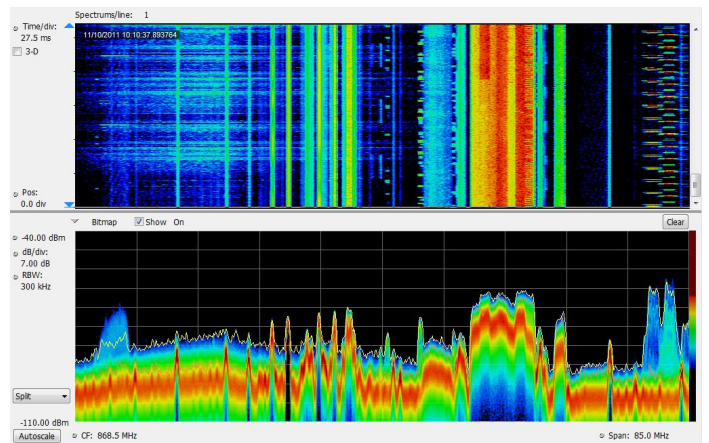 Spectrums/line: 1
Time/div:
27.5 ms
3-D
11/10/2011 10:10:37.893764
Pos:
0.0 div
Bitmap Show On Clear
-40.00 dBm
dB/div:
7.00 dB
RBW:
300 kHz
Split
-110.00 dBm
Autoscale CF: 868.5 MHz Span: 85.0 MHz